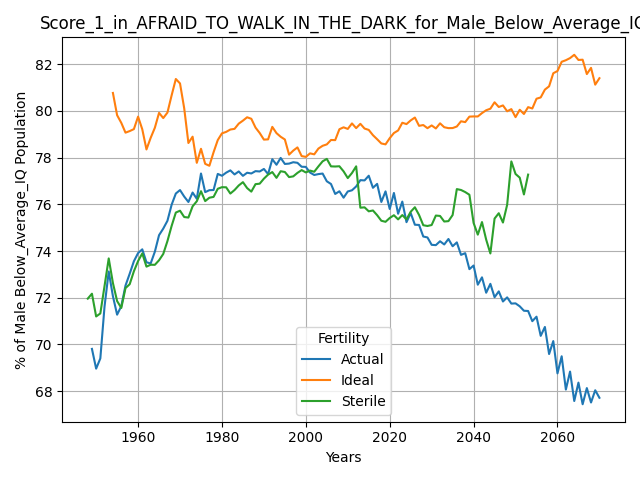 Score_1_in_AFRAID_TO_WALK_IN_THE_DARK_for_Male_Below_Average_IQ
% of Male Below_Average_IQ Population
82
80
78
76
74
72
70
68
Fertility
Actual
Ideal
Sterile
1960 1980 2000 2020 2040 2060
Years